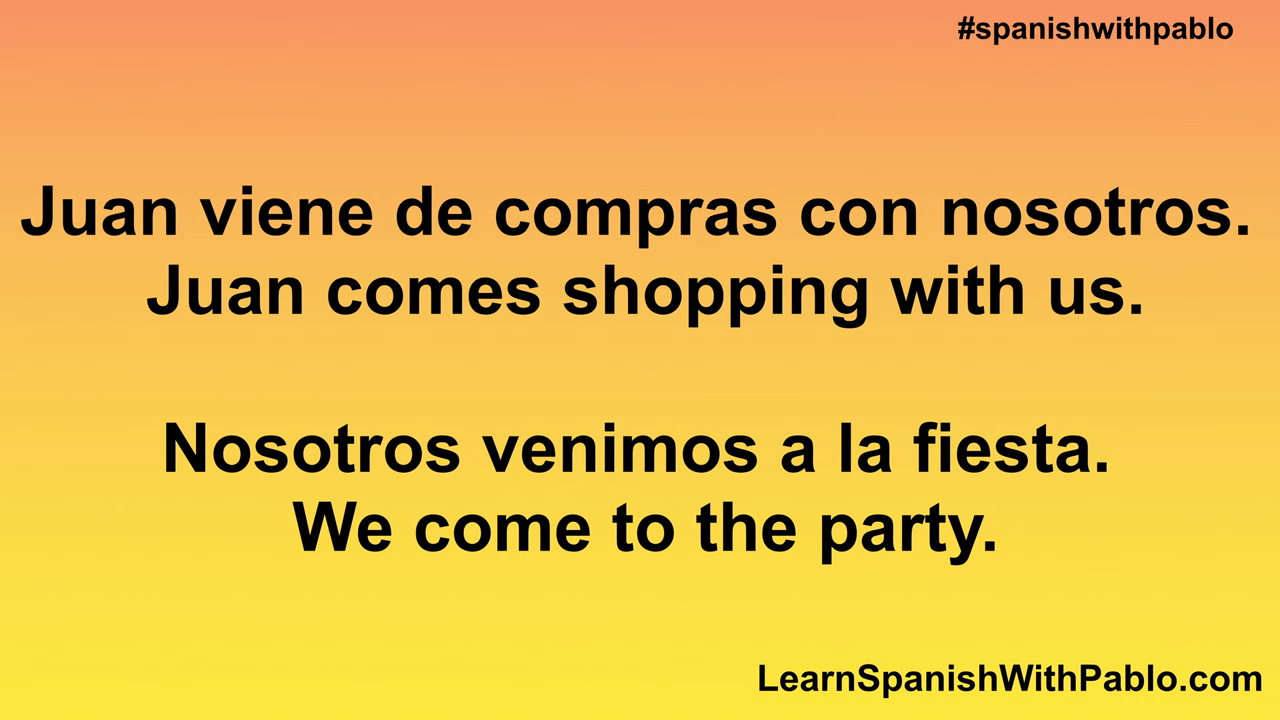 #spanishwithpablo
Juan viene de compras con nosotros.
Juan comes shopping with us.
Nosotros venimos a la fiesta.
We come to the party.
LearnSpanishWithPablo.com